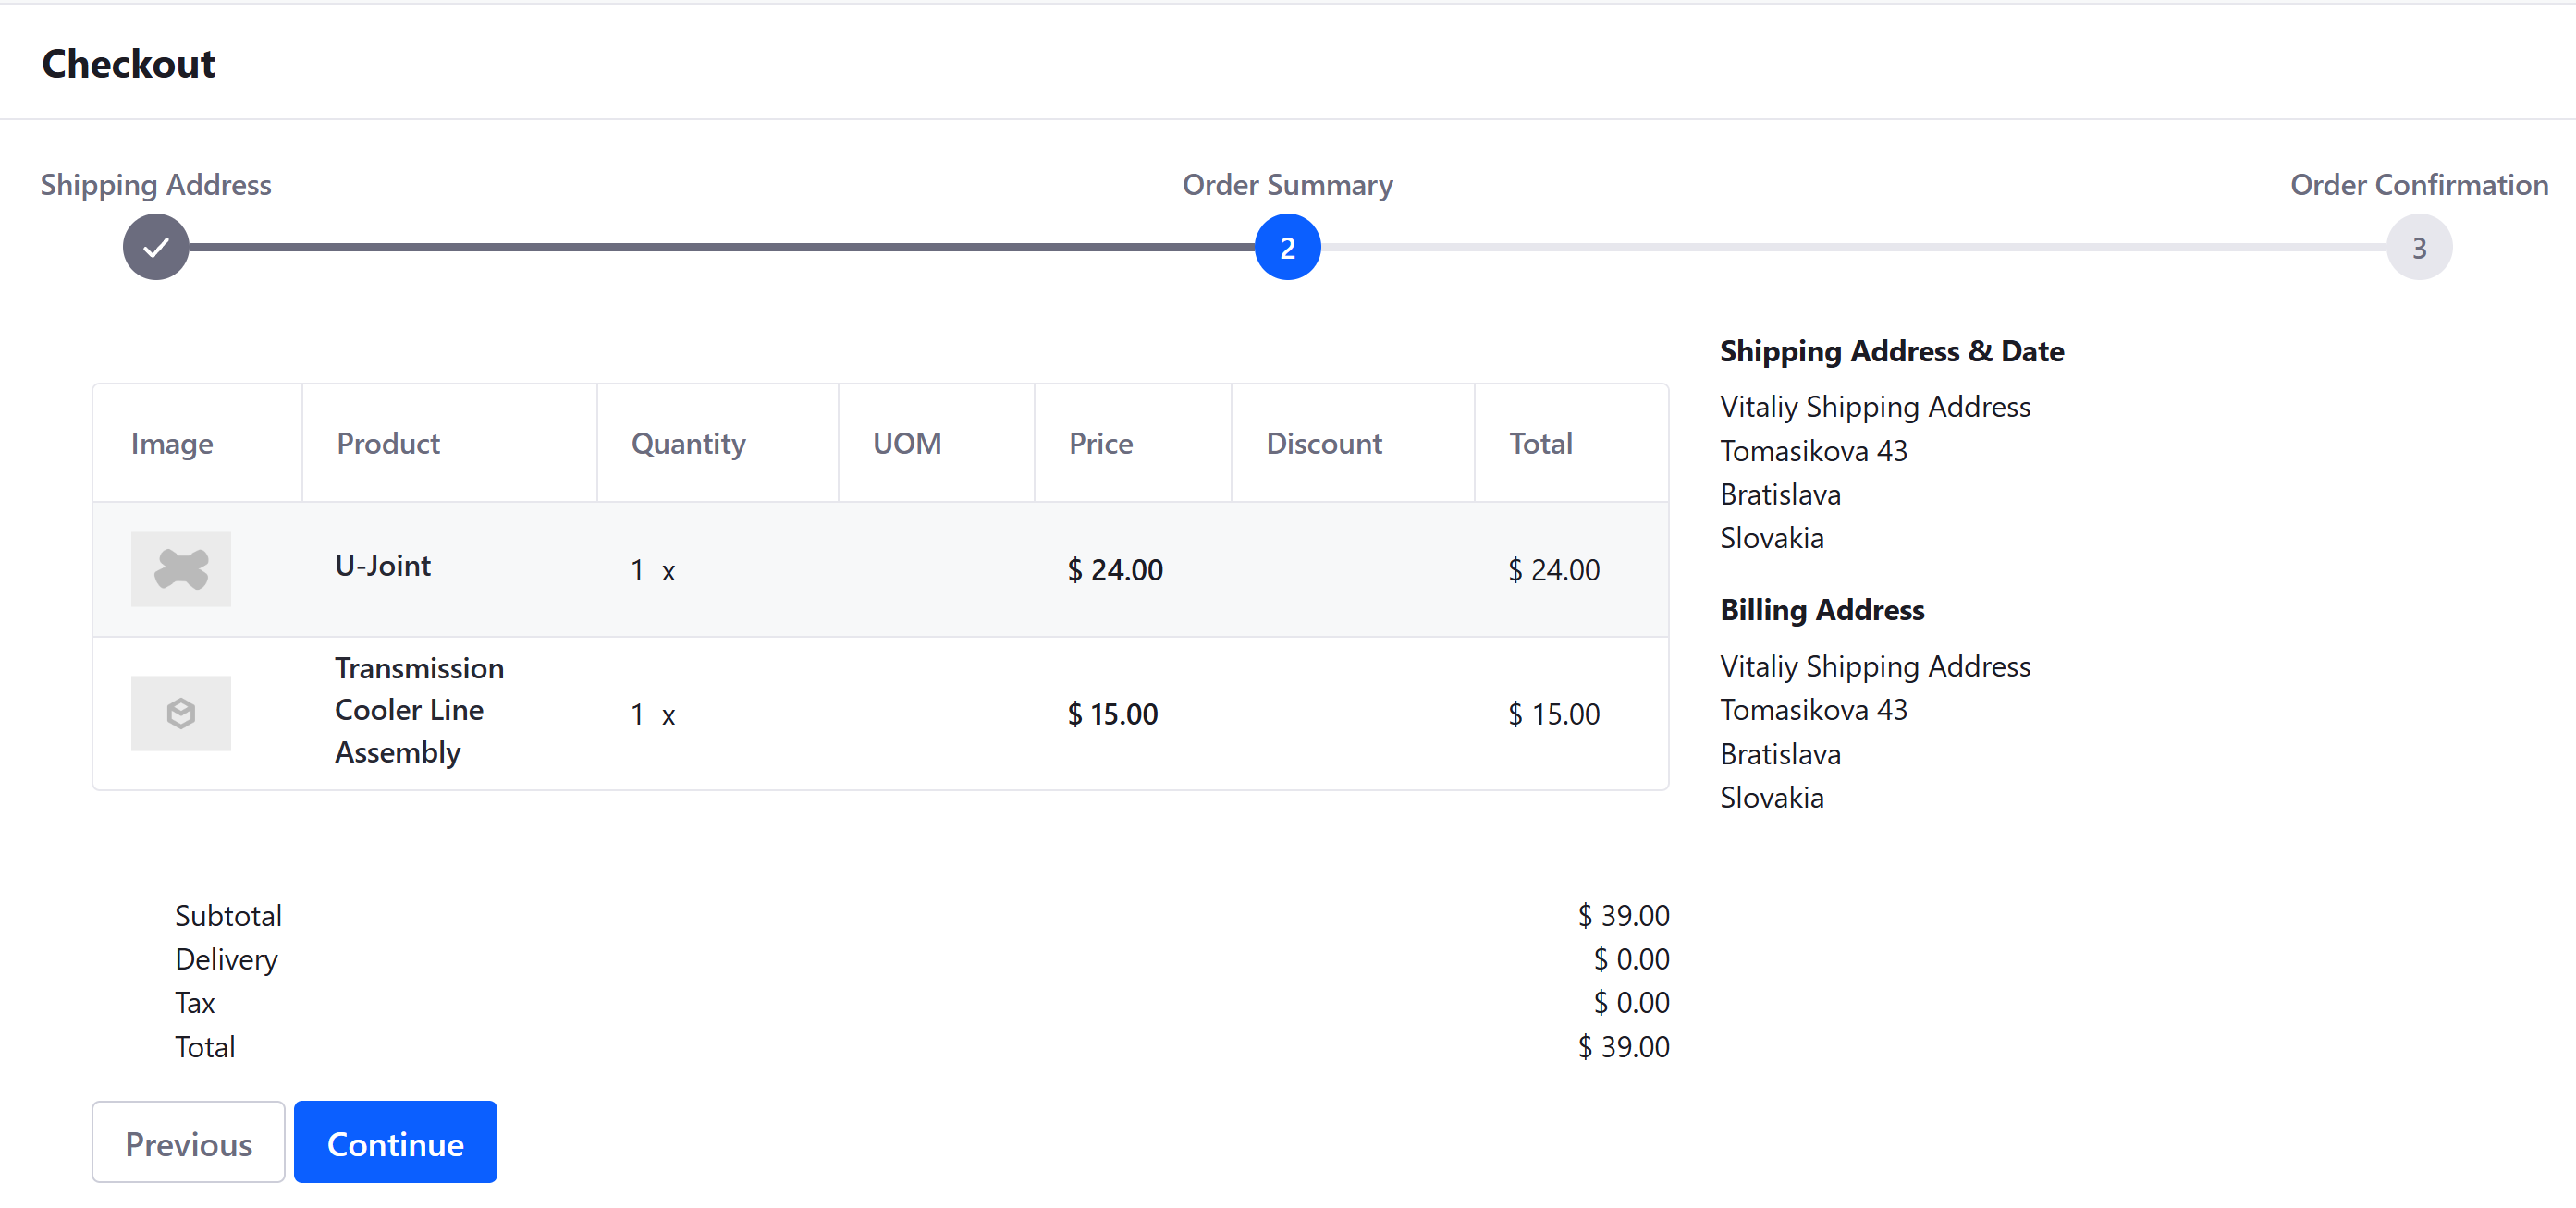 Checkout
Shipping Address
Order Summary
Order Confirmation
2
3
Image Product Quantity UOM Price Discount Total
U-Joint 1 x $ 24.00 $ 24.00
Transmission
Cooler Line
Assembly
1 x $ 15.00 $ 15.00
Shipping Address & Date
Vitaliy Shipping Address
Tomasikova 43
Bratislava
Slovakia
Billing Address
Vitaliy Shipping Address
Tomasikova 43
Bratislava
Slovakia
Subtotal $ 39.00
Delivery $ 0.00
Tax $ 0.00
Total $ 39.00
Previous Continue